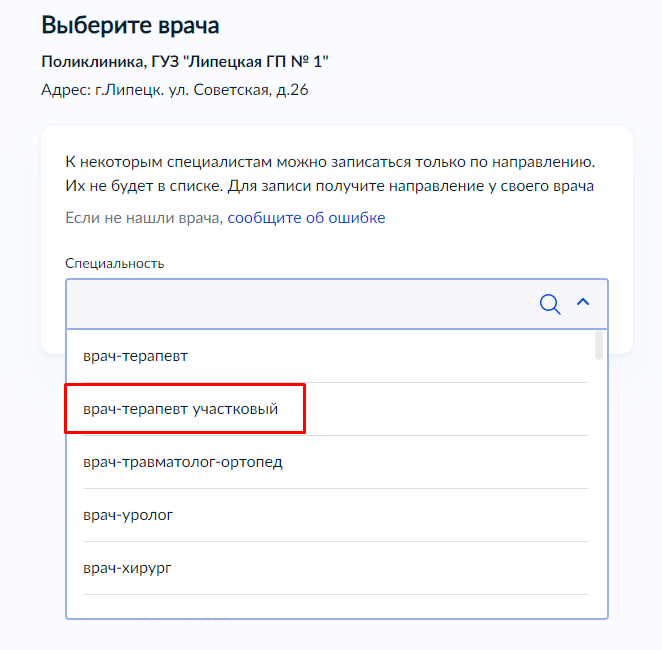 Выберите врача
Поликлиника, ГУЗ "Липецкая ГП № 1"
Адрес: г.Липецк. ул. Советская, д.26
К некоторым специалистам можно записаться только по направлению.
Их не будет в списке. Для записи получите направление у своего врача
Если не нашли врача, сообщите об ошибке
Специальность
врач-терапевт
врач-терапевт участковый
врач-травматолог-ортопед
врач-уролог
врач-хирург